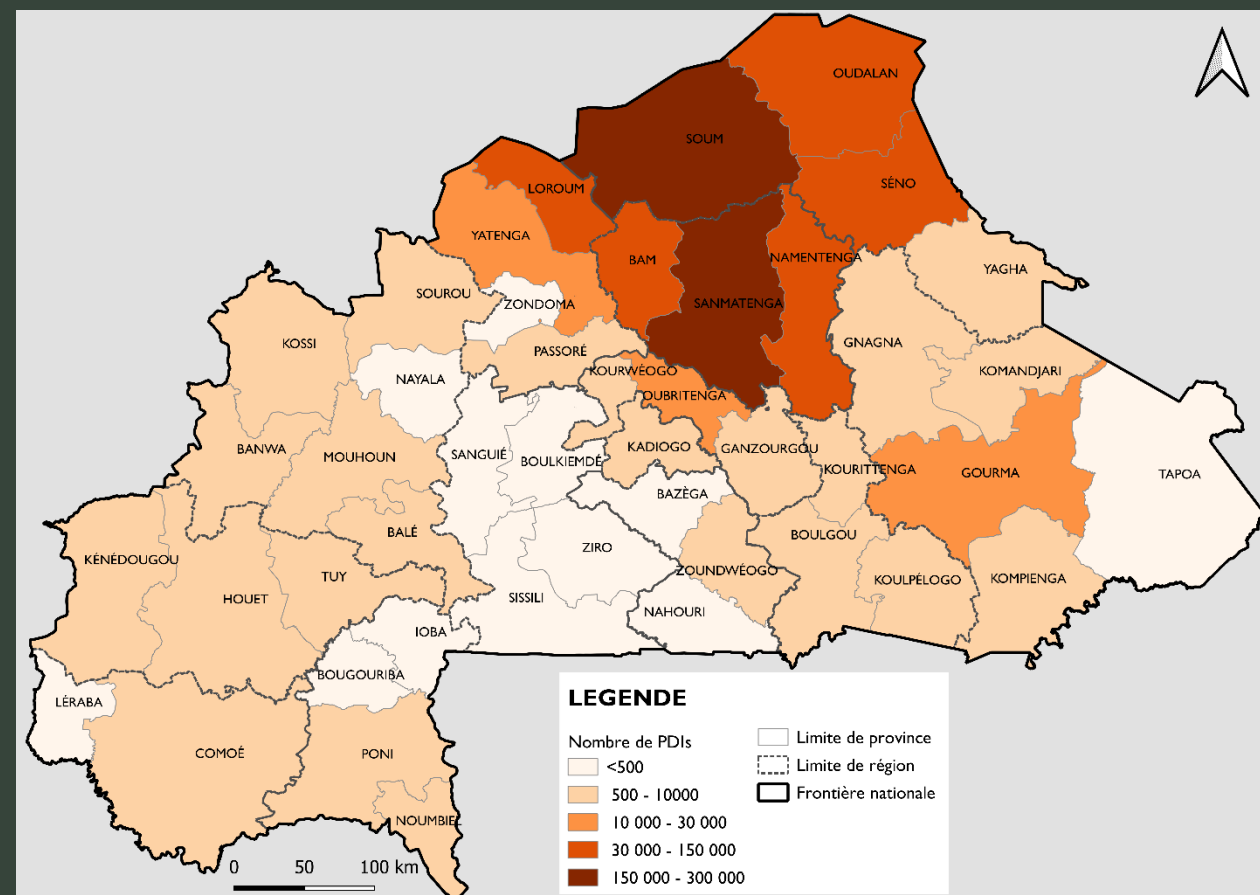 OUDALAN
SOUM
SÉNO
LOROUM
YATENGA
BAM
NAMENTENGA
YAGHA
SOUROU
ZONDOMA
SANMATENGA
KOSSI
PASSORÉ
GNAGNA
KOURWÉOGO
KOMANDJARI
NAYALA
OUBRITENGA
BANWA
MOUHOUN
SANGUIÉ
BOULKIEMDÉ
KADIOGO
GANZOURGOU
KOURITTENGA
GOURMA
TAPOA
BAZÈGA
BALÉ
BOULGOU
KÉNÉDOUGOU
ZIRO
TUY
ZOUNDWÉOGO
KOULPÉLOGO
KOMPIENGA
HOUET
SISSILI
NAHOURI
IOBA
BOUGOURIBA
LÉRABA
COMOÉ
PONI
NOUMBIEL
0 50 100 km
LEGENDE
Nombre de PDIs
<500
500 - 10000
10 000 - 30 000
30 000 - 150 000
150 000 - 300 000
Limite de province
Limite de région
Frontière nationale